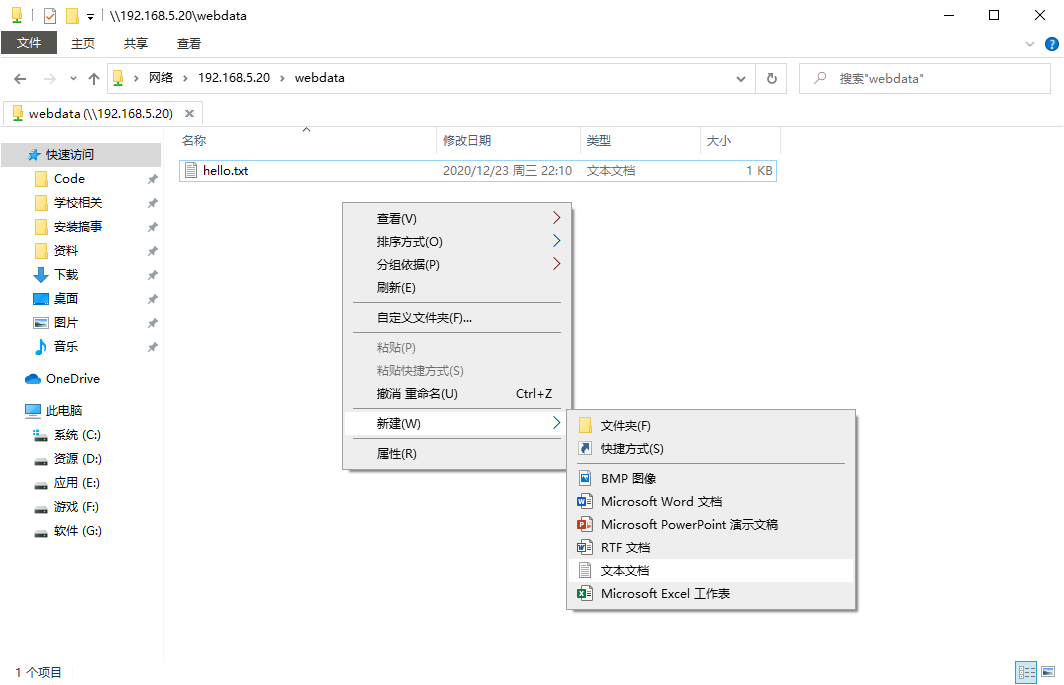 \\192.168.5.20\webdata
文件 主页 共享 查看
网络 192.168.5.20 webdata
搜索"webdata"
webdata (\\192.168.5.20)
名称 修改日期 类型 大小
hello.txt 2020/12/23 周三 22:10 文本文档 1 KB
快速访问
Code
学校相关
安装搞事
资料
下载
桌面
图片
音乐
OneDrive
此电脑
系统 (C:)
资源 (D:)
应用 (E:)
游戏 (F:)
软件 (G:)
查看(V)
排序方式(O)
分组依据(P)
刷新(E)
自定义文件夹(F)...
粘贴(P)
粘贴快捷方式(S)
撤消 重命名(U) Ctrl+Z
新建(W)
属性(R)
文件夹(F)
快捷方式(S)
BMP 图像
Microsoft Word 文档
Microsoft PowerPoint 演示文稿
RTF 文档
文本文档
Microsoft Excel 工作表
1 个项目